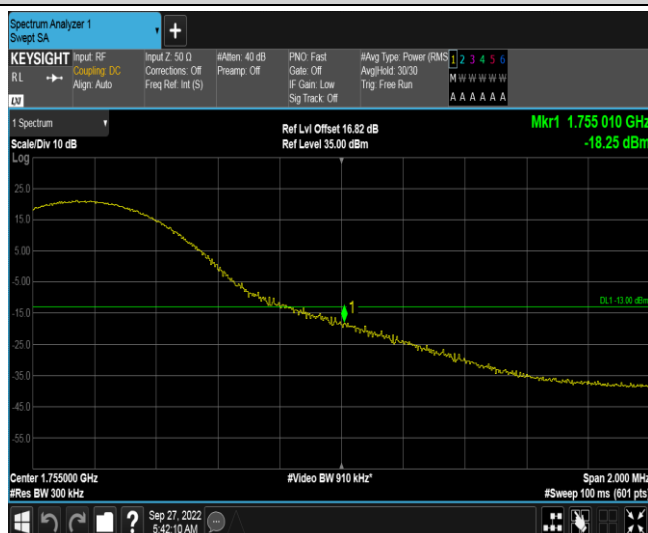 Spectrum Analyzer 1
Swept SA
+
KEYSIGHT
RL
Input: RF
Coupling: DC
Align: Auto
Input Z: 50 Ω
Corrections: Off
Freq Ref: Int (S)
#Atten: 40 dB
Preamp: Off
PNO: Fast
Gate: Off
IF Gain: Low
Sig Track: Off
#Avg Type: Power (RMS
Avg|Hold: 30/30
Trig: Free Run
1 2 3 4 5 6
M W W W W W
A A A A A A
LXI
1 Spectrum
Scale/Div 10 dB
Ref Lvl Offset 16.82 dB
Ref Level 35.00 dBm
Mkr1 1.755 010 GHz
-18.25 dBm
Log
25.0
15.0
5.00
-5.00
-15.0
-25.0
-35.0
-45.0
-55.0
1
DL1 -13.00 dBm
Center 1.755000 GHz
#Res BW 300 kHz
#Video BW 910 kHz*
Span 2.000 MHz
#Sweep 100 ms (601 pts)
?
Sep 27, 2022
5:42:10 AM